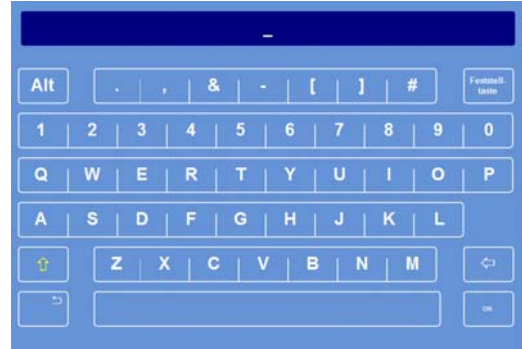 _
Alt . , & - [ ] # Feststell-
taste
1 2 3 4 5 6 7 8 9 0
Q W E R T Y U I O P
A S D F G H J K L
Z X C V B N M
OK